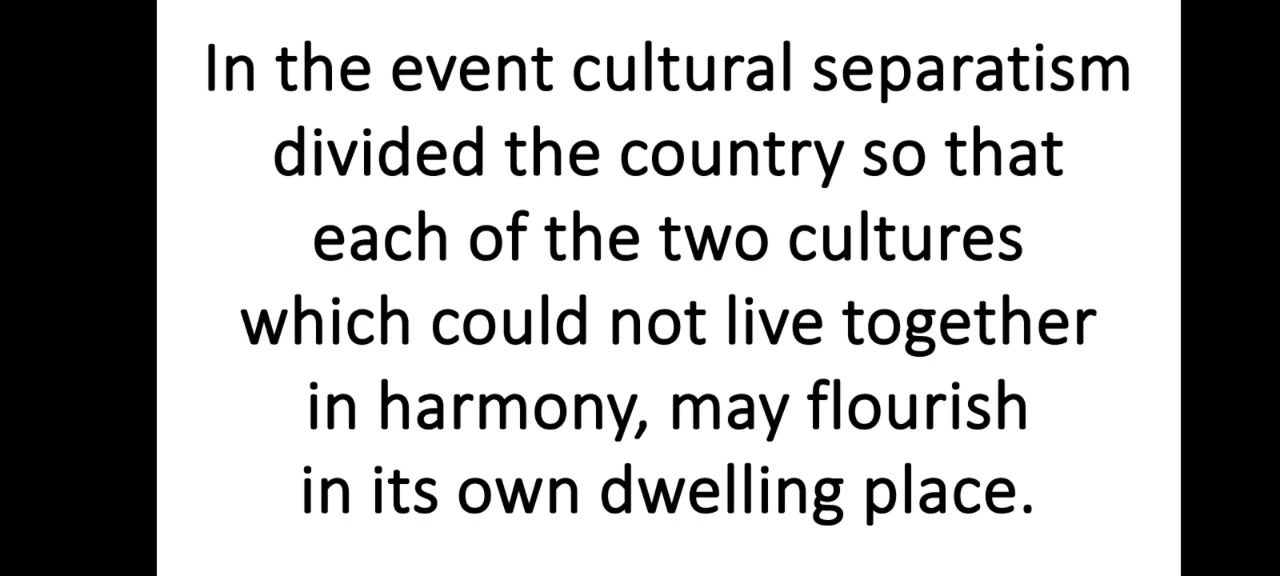 In the event cultural separatism
divided the country so that
each of the two cultures
which could not live together
in harmony, may flourish
in its own dwelling place.